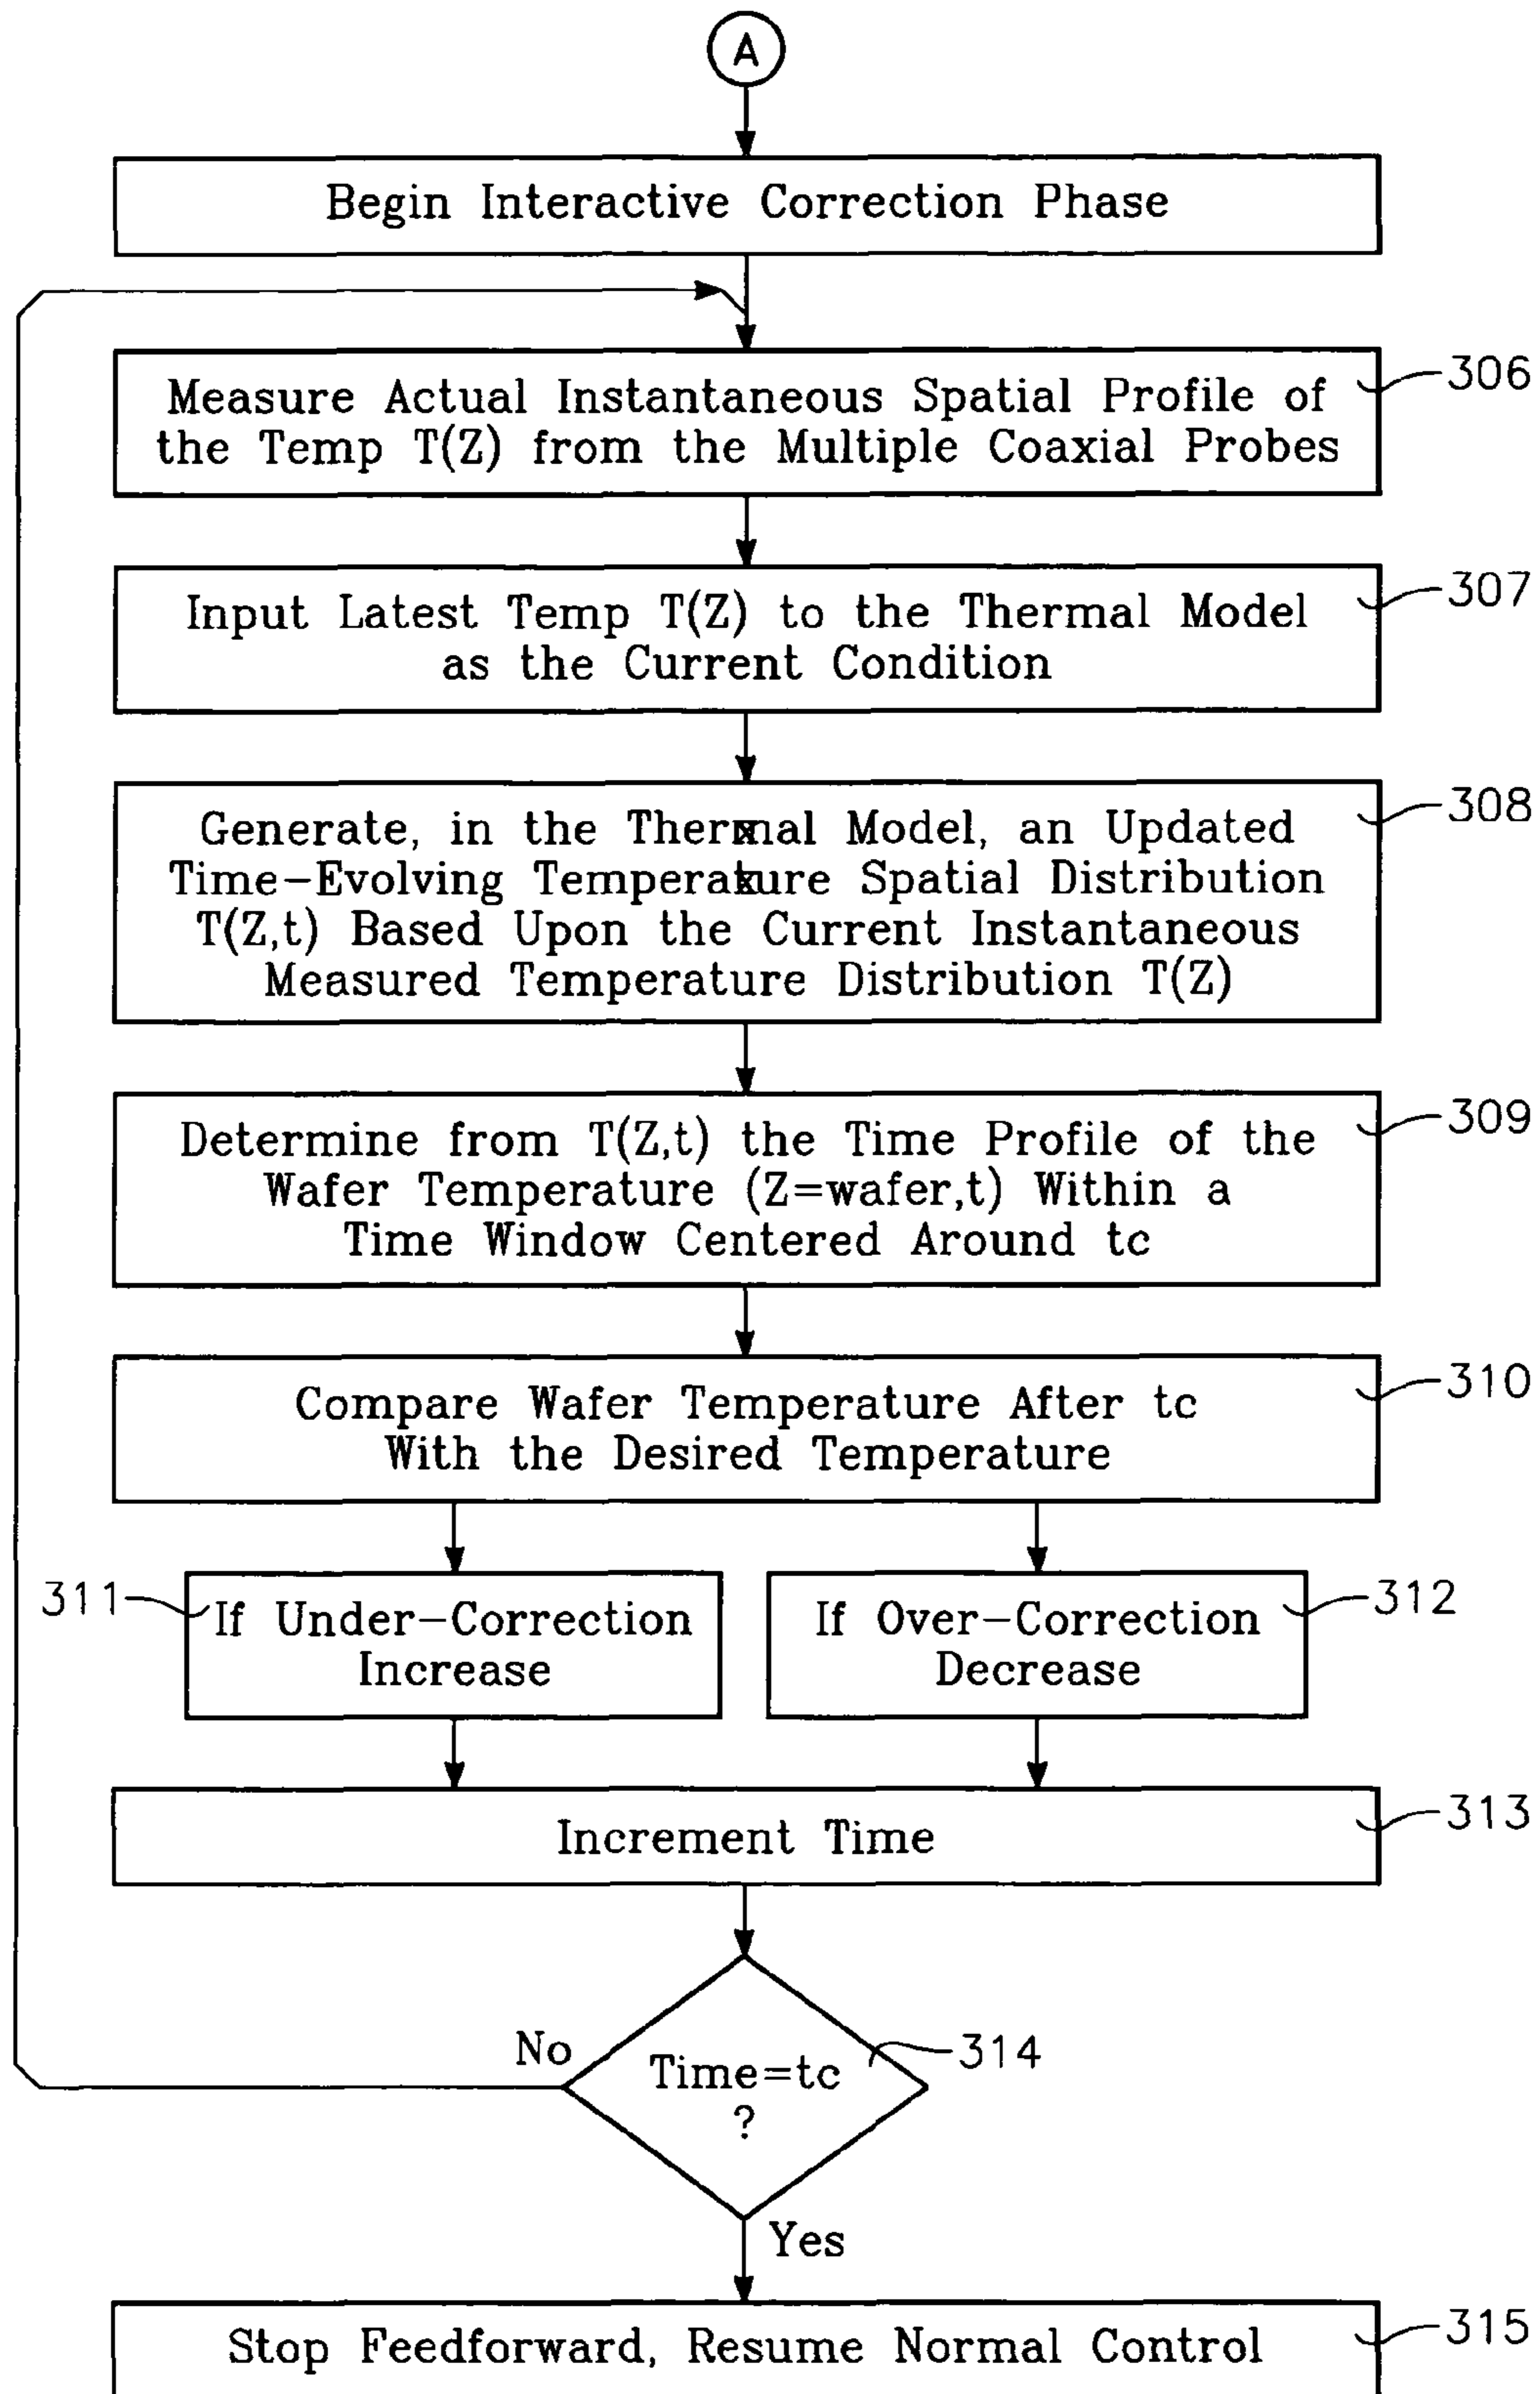 A
Begin Interactive Correction Phase
Measure Actual Instantaneous Spatial Profile of
the Temp T(Z) from the Multiple Coaxial Probes
306
Input Latest Temp T(Z) to the Thermal Model
as the Current Condition
307
Generate, in the Thermal Model, an Updated
Time-Evolving Temperature Spatial Distribution
T(Z,t) Based Upon the Current Instantaneous
Measured Temperature Distribution T(Z)
308
Determine from T(Z,t) the Time Profile of the
Wafer Temperature (Z=wafer,t) Within a
Time Window Centered Around tc
309
Compare Wafer Temperature After tc
With the Desired Temperature
310
311
If Under-Correction
Increase
If Over-Correction
Decrease
312
Increment Time
313
No
Time=tc
?
314
Yes
Stop Feedforward, Resume Normal Control
315